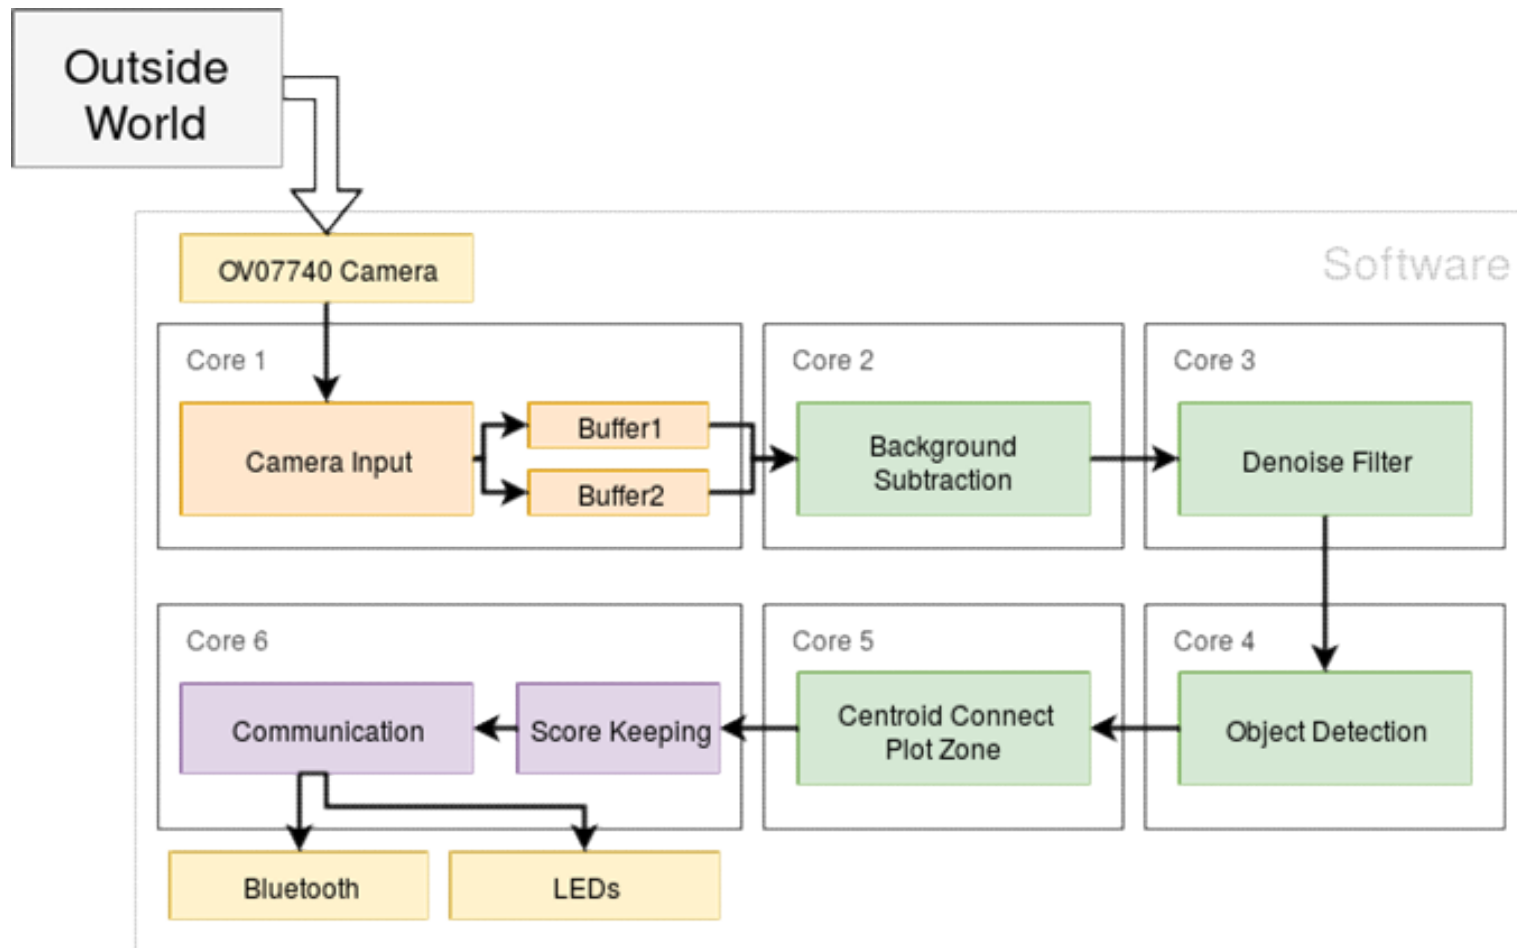 Outside
World
Software
OV07740 Camera
Core 1
Core 2
Core 3
Camera Input
Buffer1
Buffer2
Background
Subtraction
Denoise Filter
Core 6
Core 5
Core 4
Communication
Score Keeping
Centroid Connect
Plot Zone
Object Detection
Bluetooth
LEDs